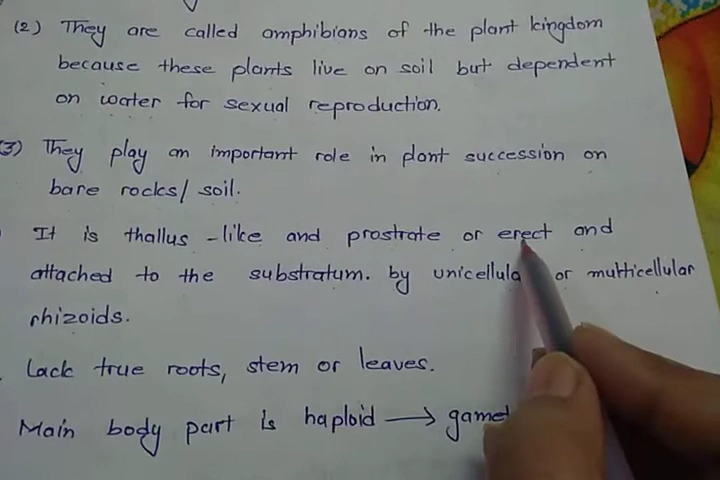 (2) They are called amphibians of the plant kingdom
because these plants live on soil but dependent
on water for sexual reproduction.
(3) They play an important role in plant succession on
bare rocks/ soil.
It is thallus - like and prostrate or erect and
attached to the substratum. by unicellula or multicellular
rhizoids.
Lack true roots, stem or leaves.
Main body part is haploid → gamet